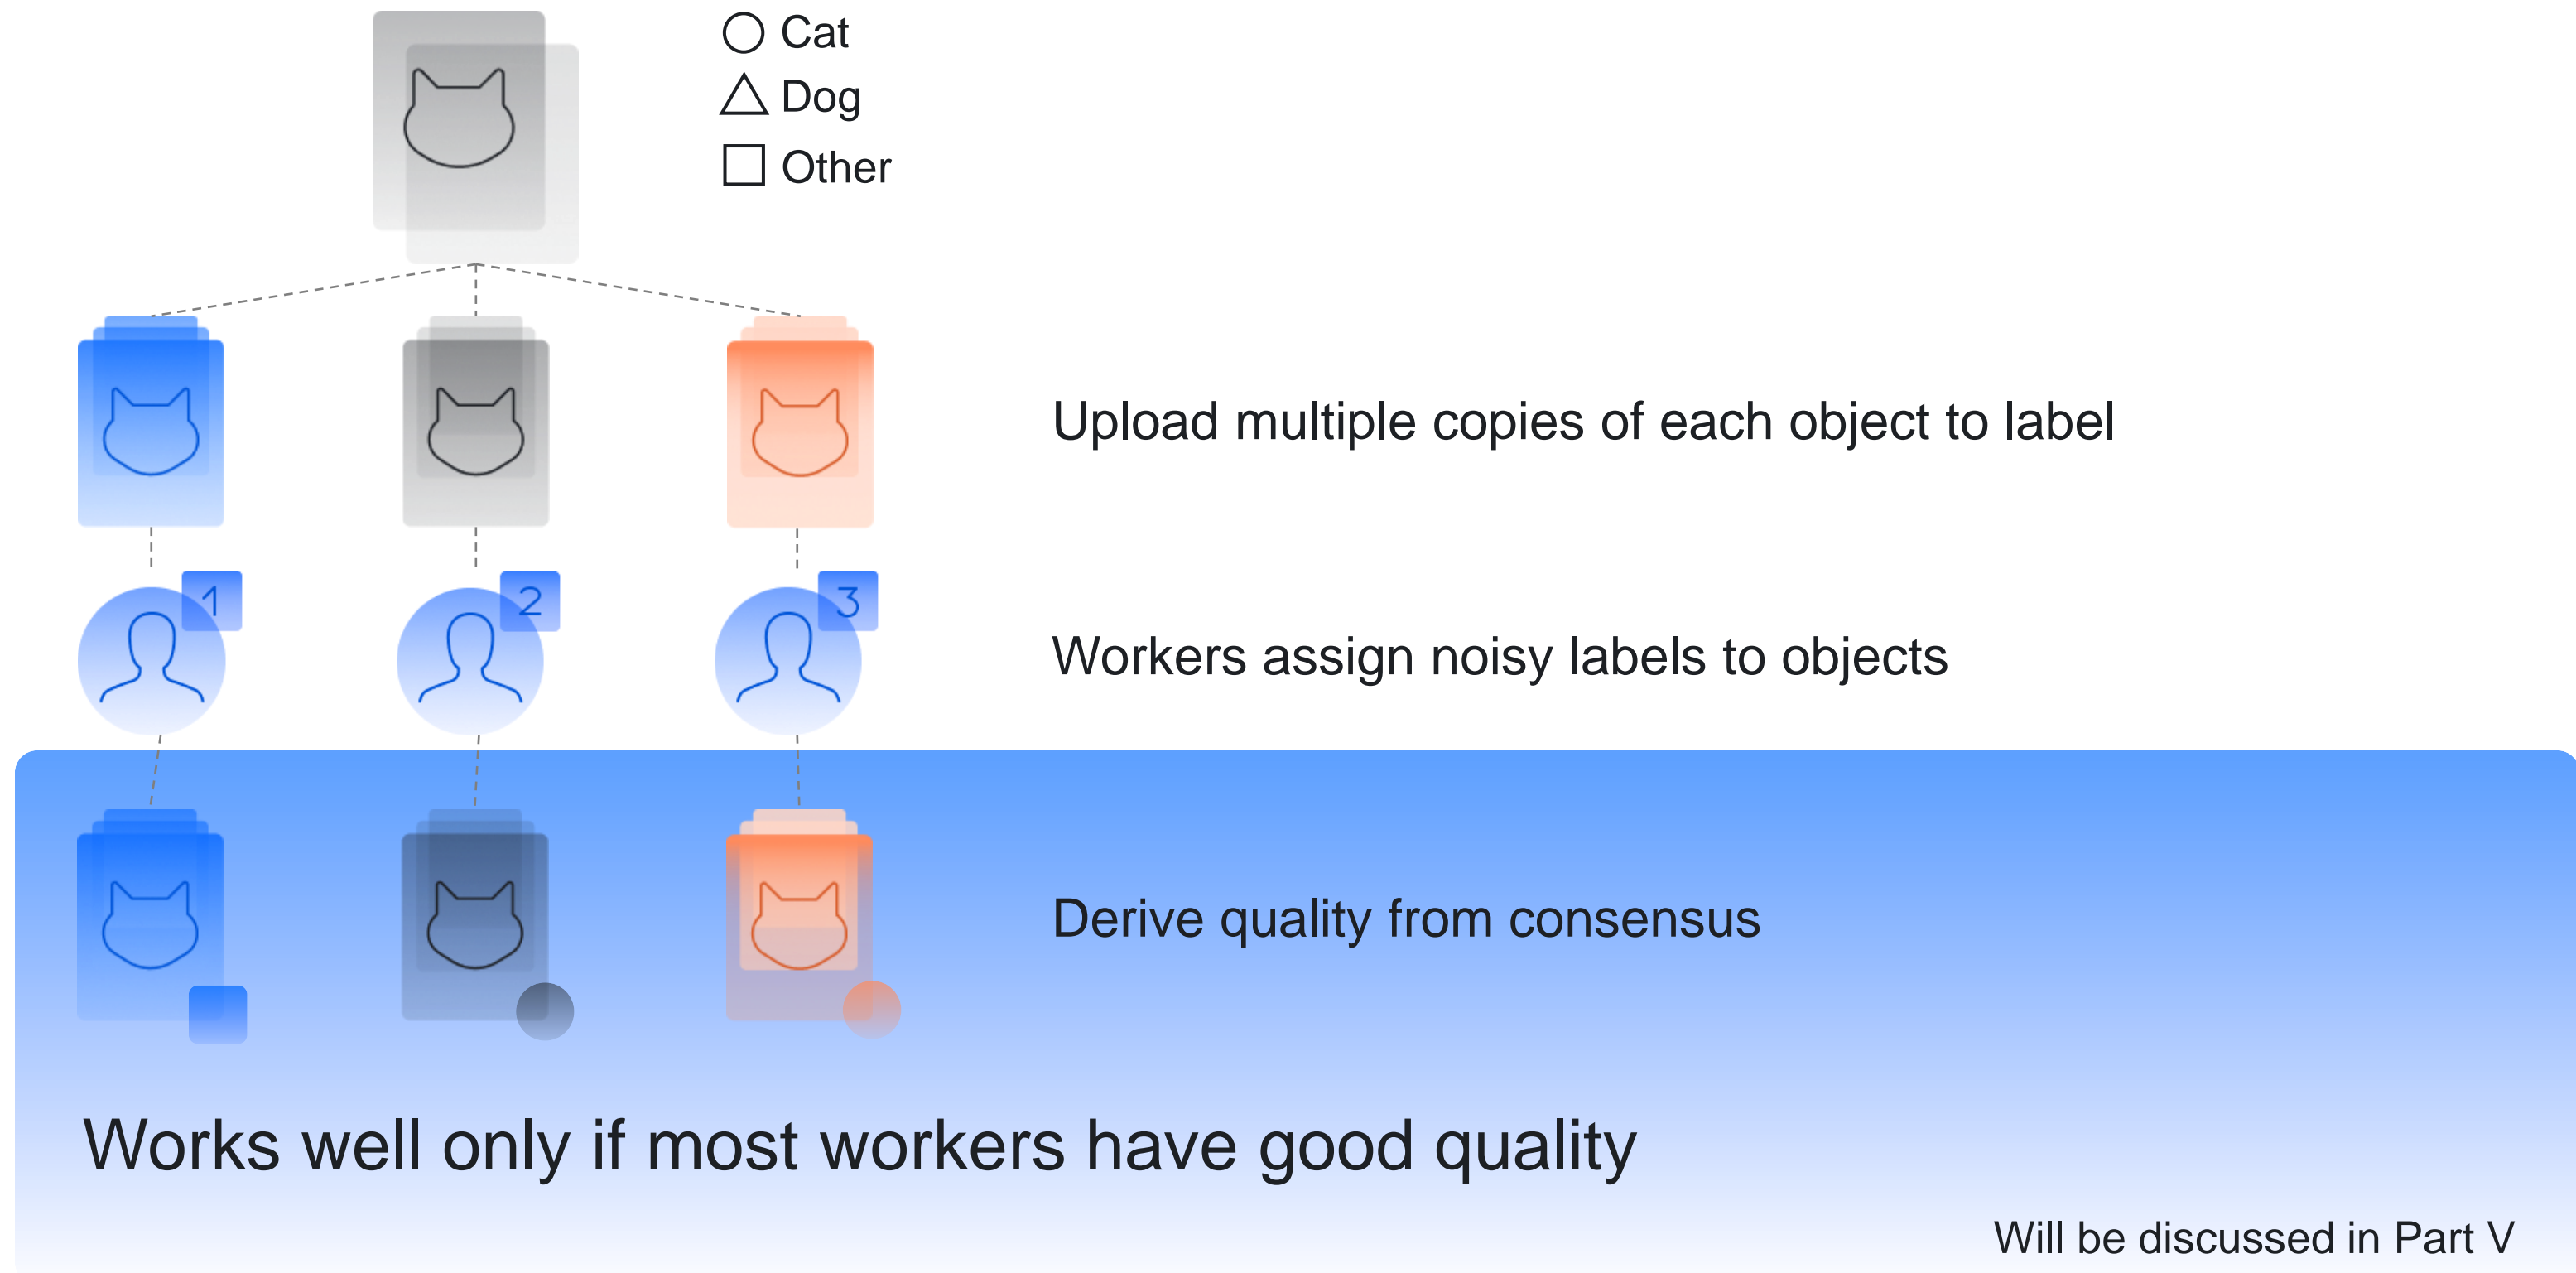 Cat
Dog
Other
Upload multiple copies of each object to label
1
2
3
Workers assign noisy labels to objects
Derive quality from consensus
Works well only if most workers have good quality
Will be discussed in Part V